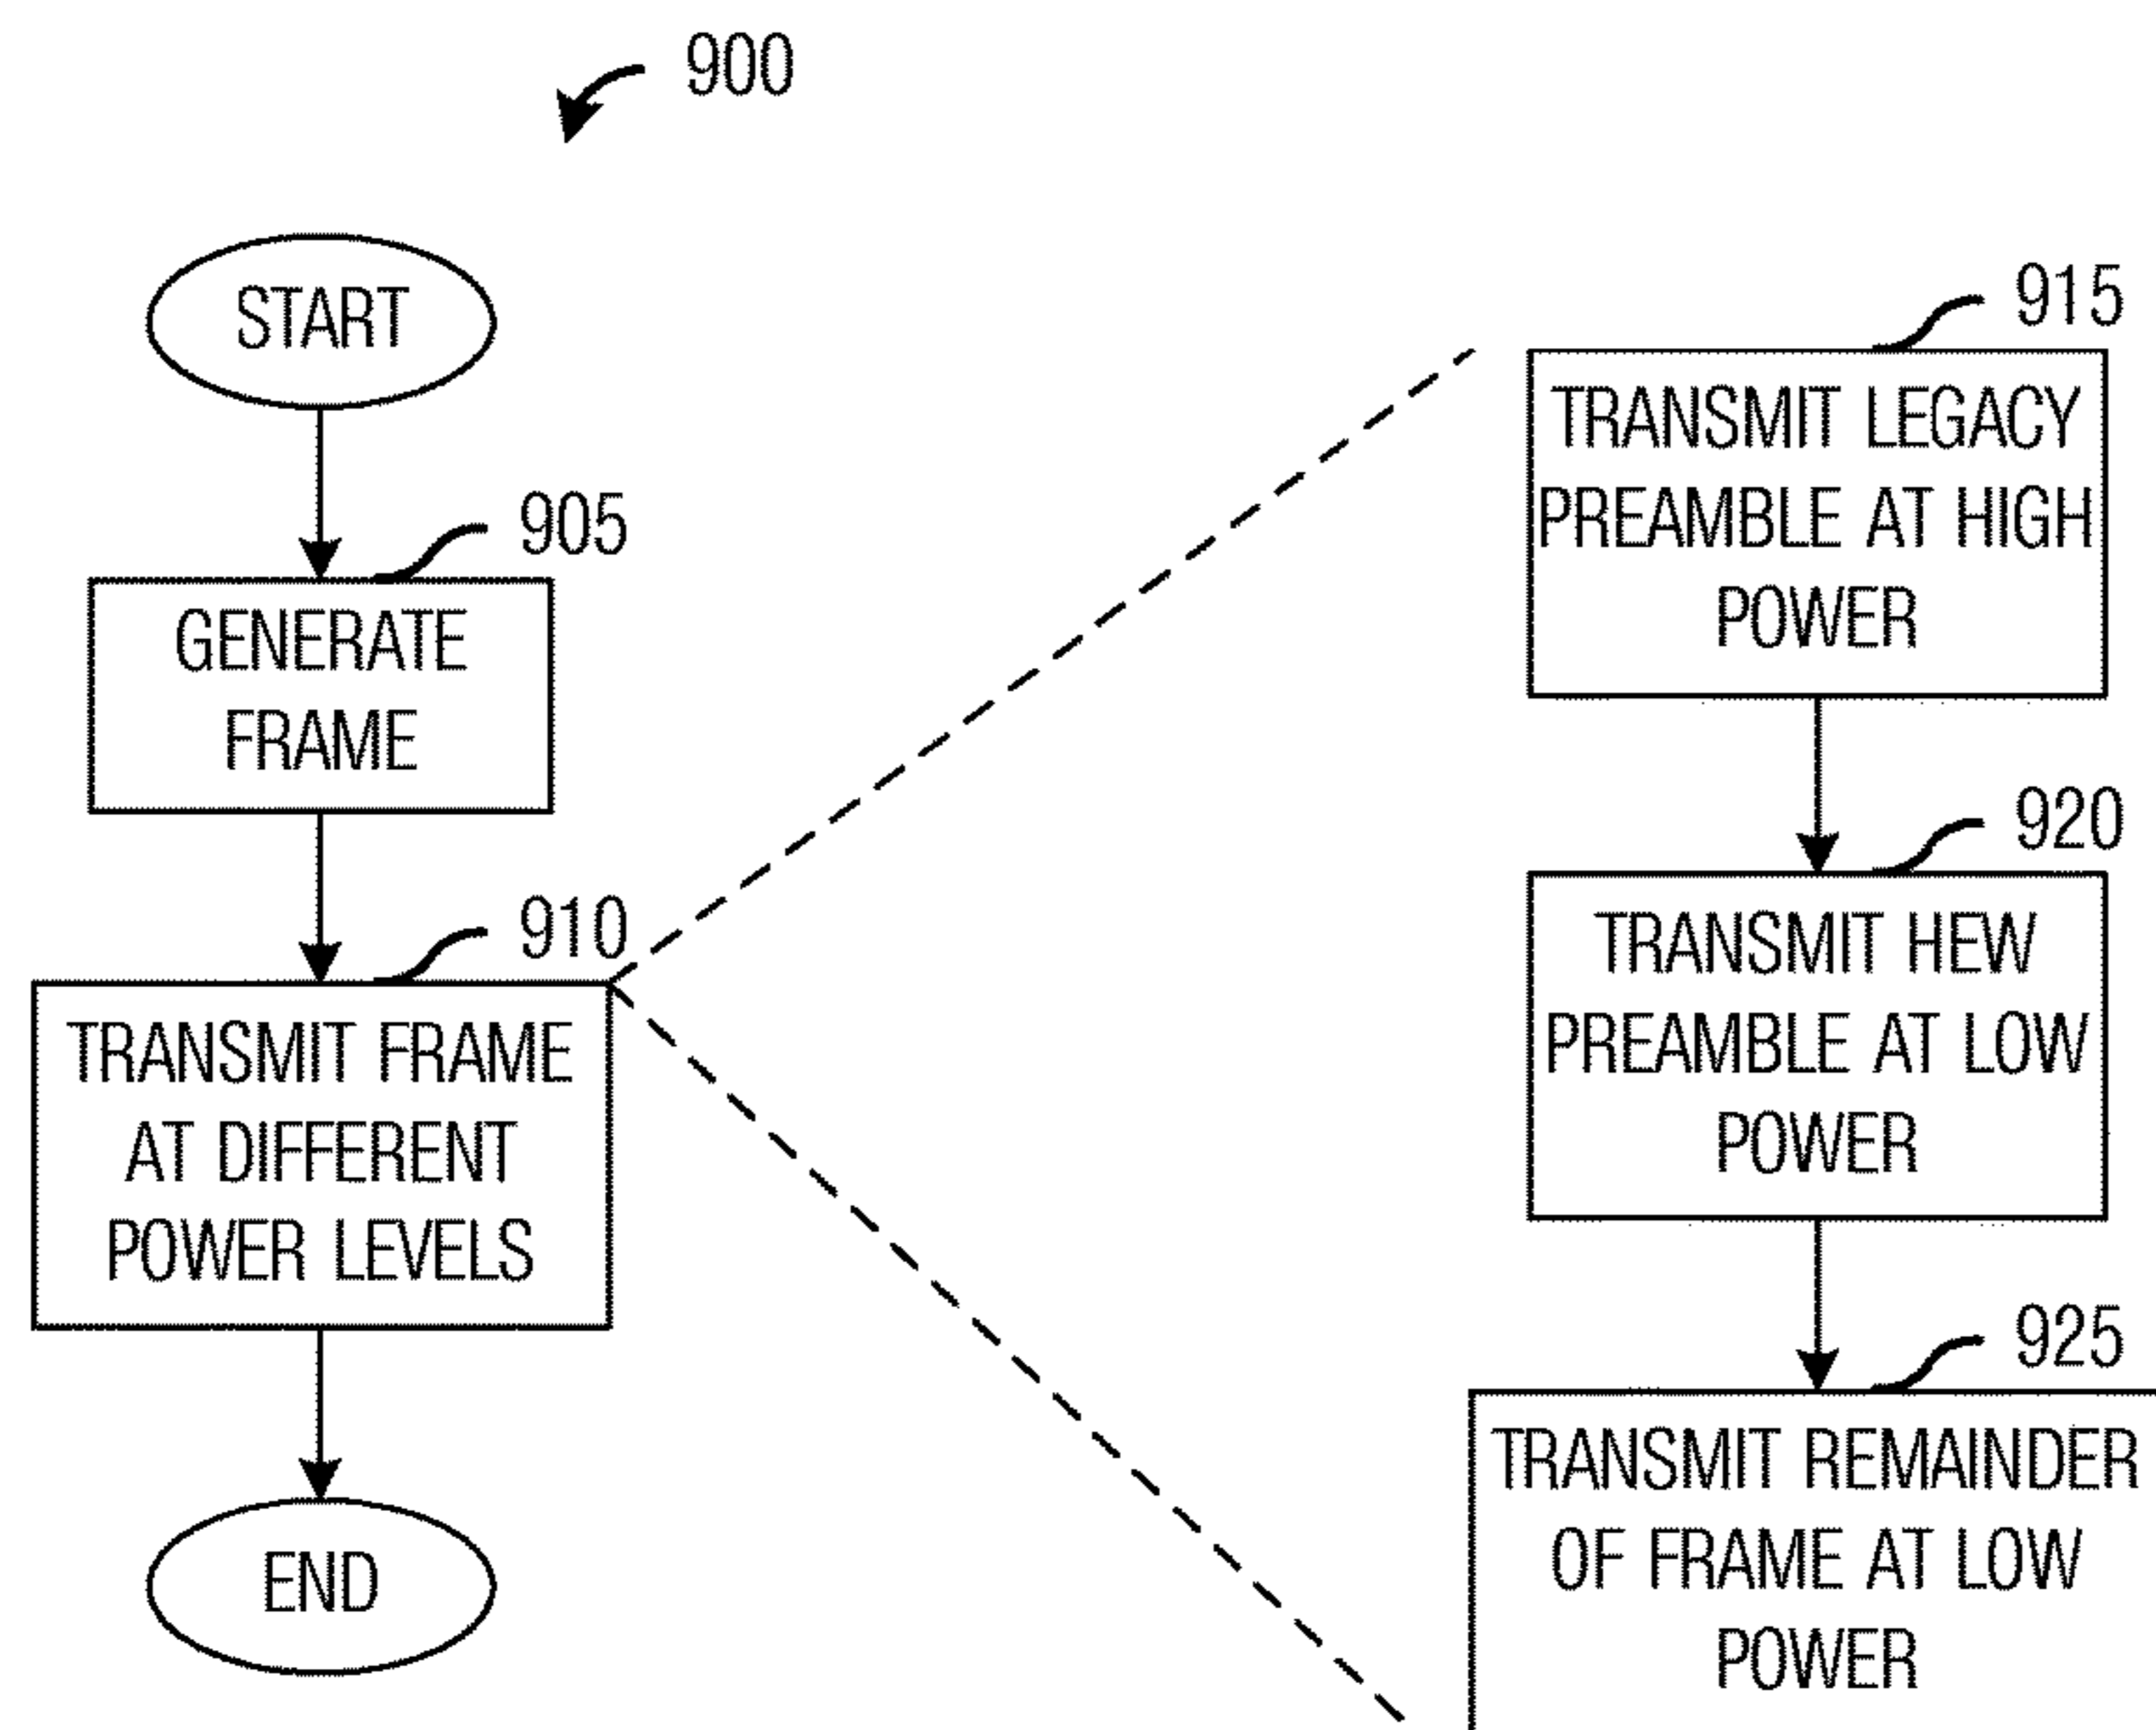 900
START
905
GENERATE
FRAME
910
TRANSMIT FRAME
AT DIFFERENT
POWER LEVELS
END
915
TRANSMIT LEGACY
PREAMBLE AT HIGH
POWER
920
TRANSMIT HEW
PREAMBLE AT LOW
POWER
925
TRANSMIT REMAINDER
OF FRAME AT LOW
POWER